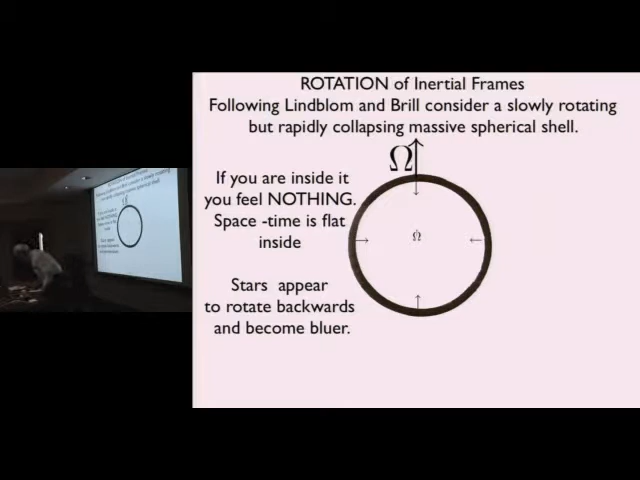 ROTATION of Inertial Frames
Following Lindblom and Brill consider a slowly rotating
but rapidly collapsing massive spherical shell.
Ω
If you are inside it
you feel NOTHING.
Space -time is flat
inside
Ω
Stars appear
to rotate backwards
and become bluer.